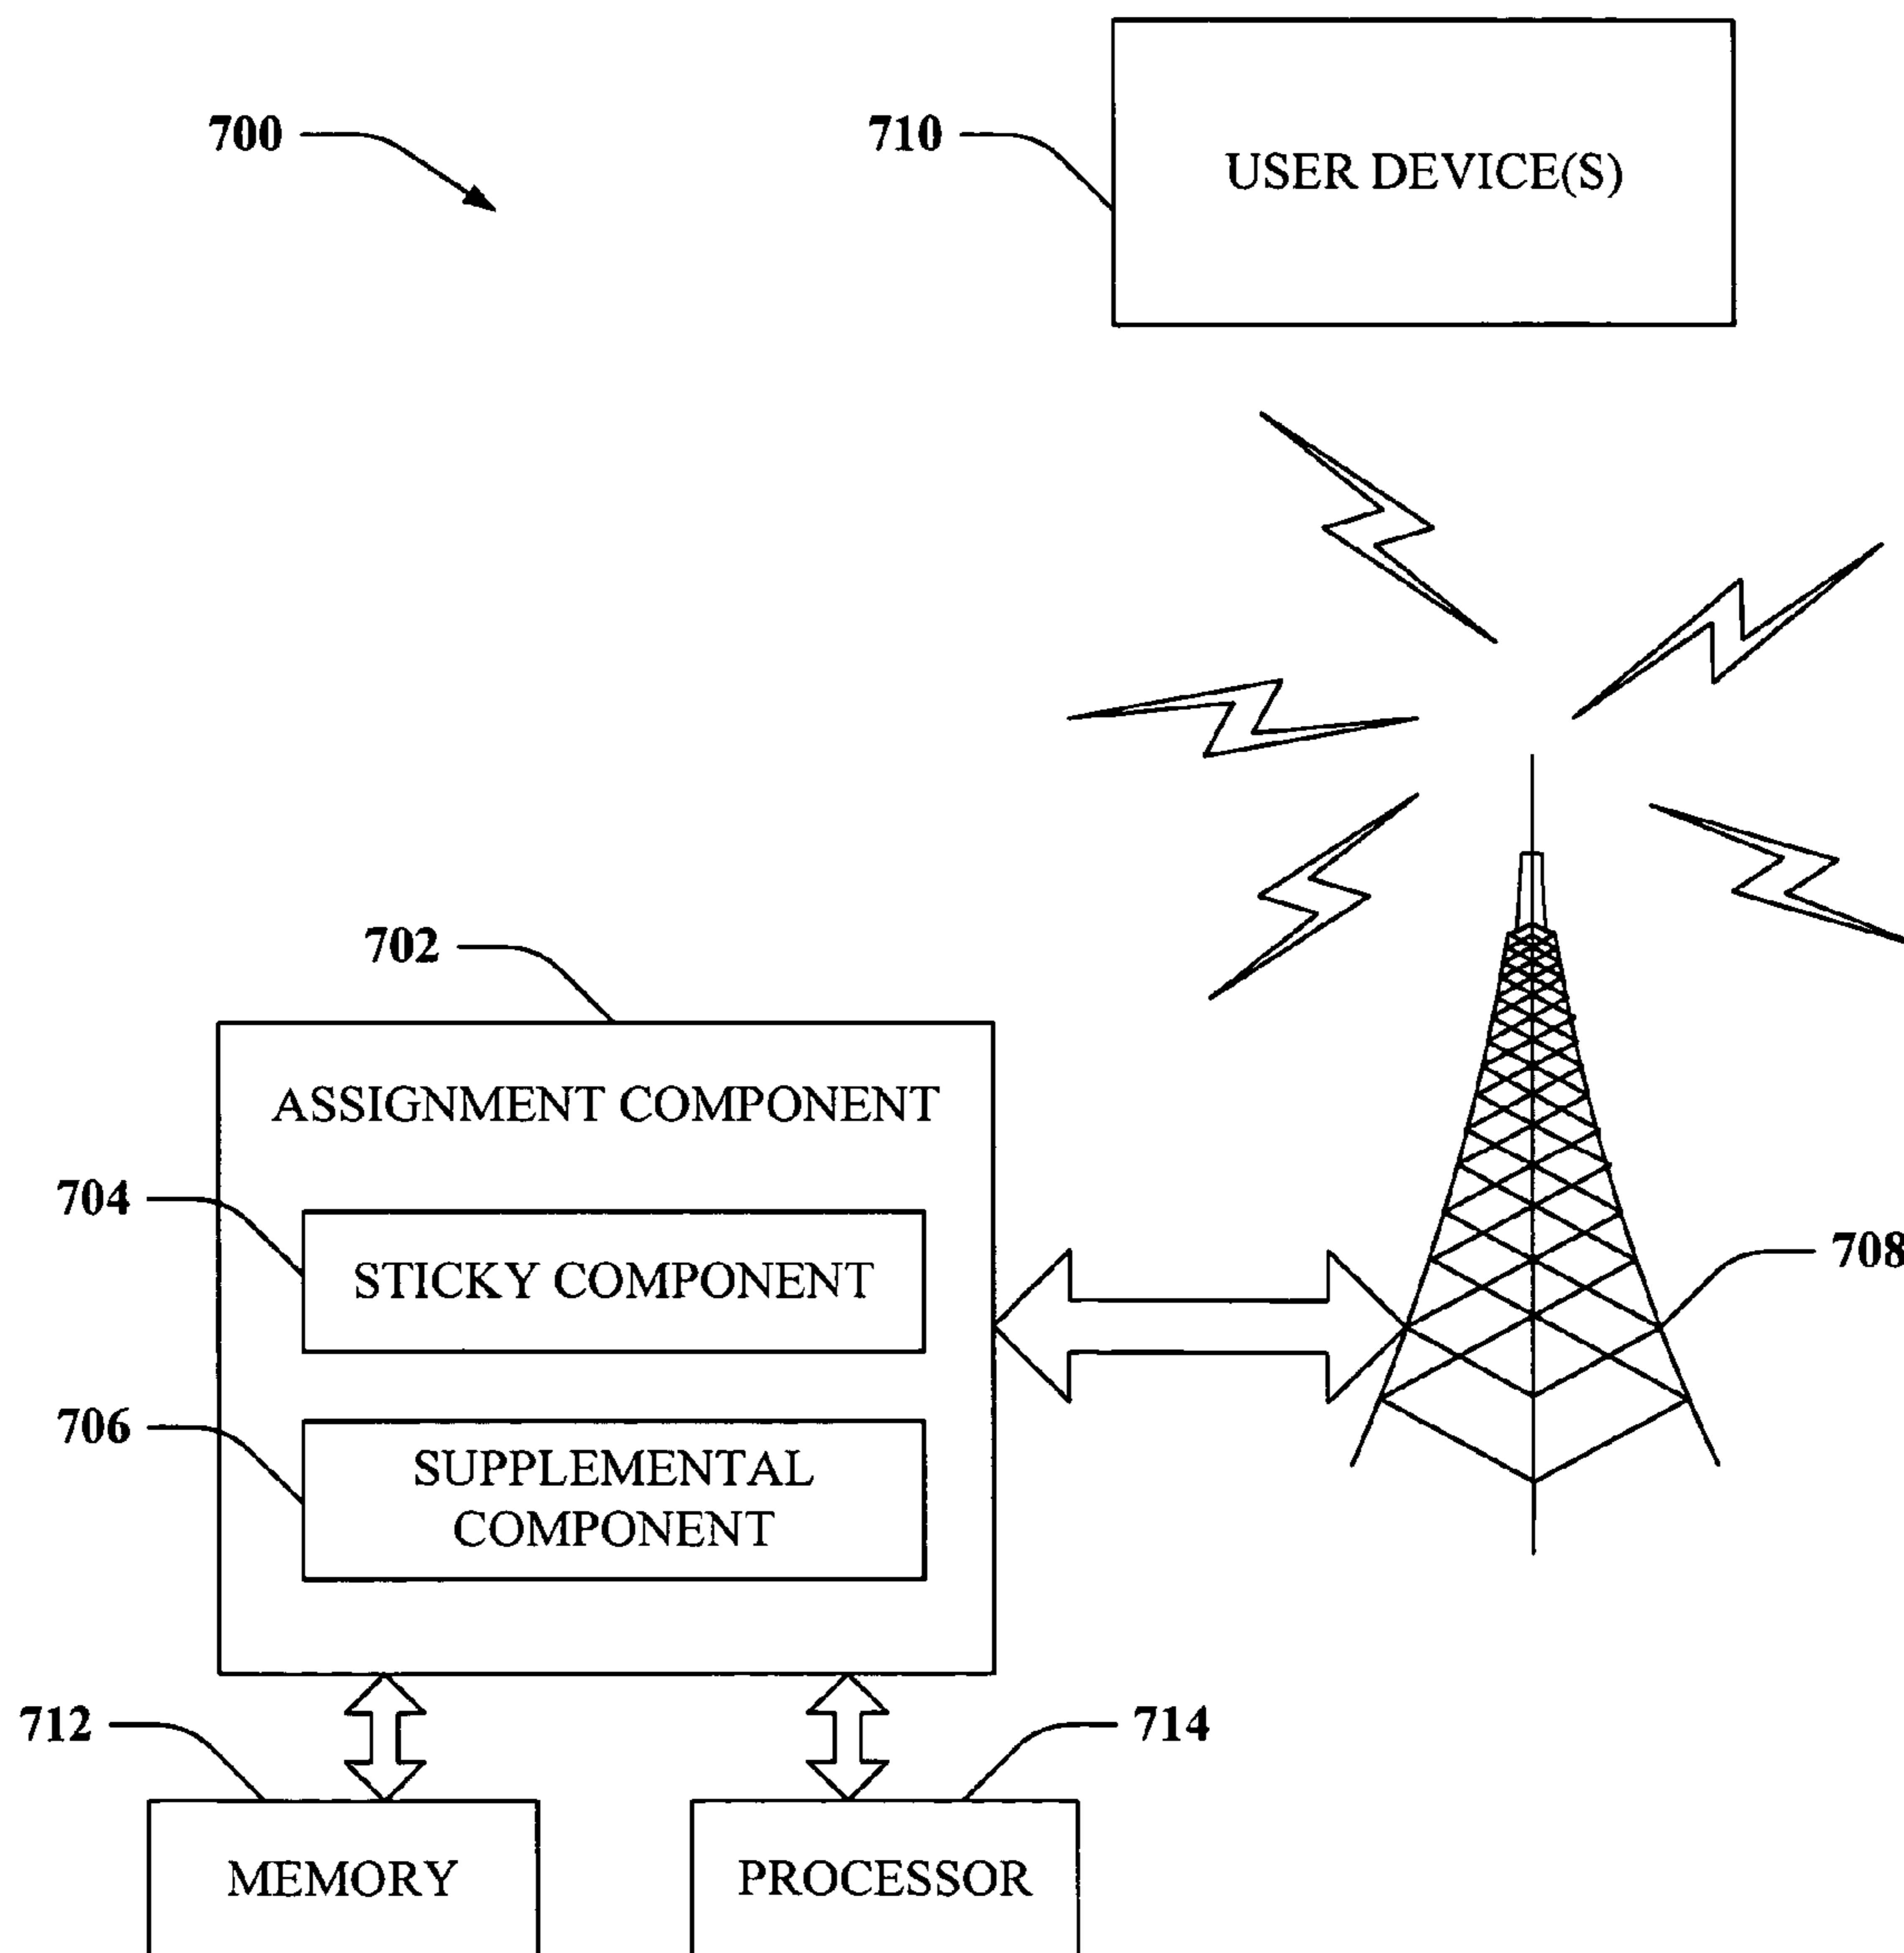 700
710
USER DEVICE(S)
702
ASSIGNMENT COMPONENT
704
STICKY COMPONENT
708
706
SUPPLEMENTAL
COMPONENT
712
714
MEMORY
PROCESSOR